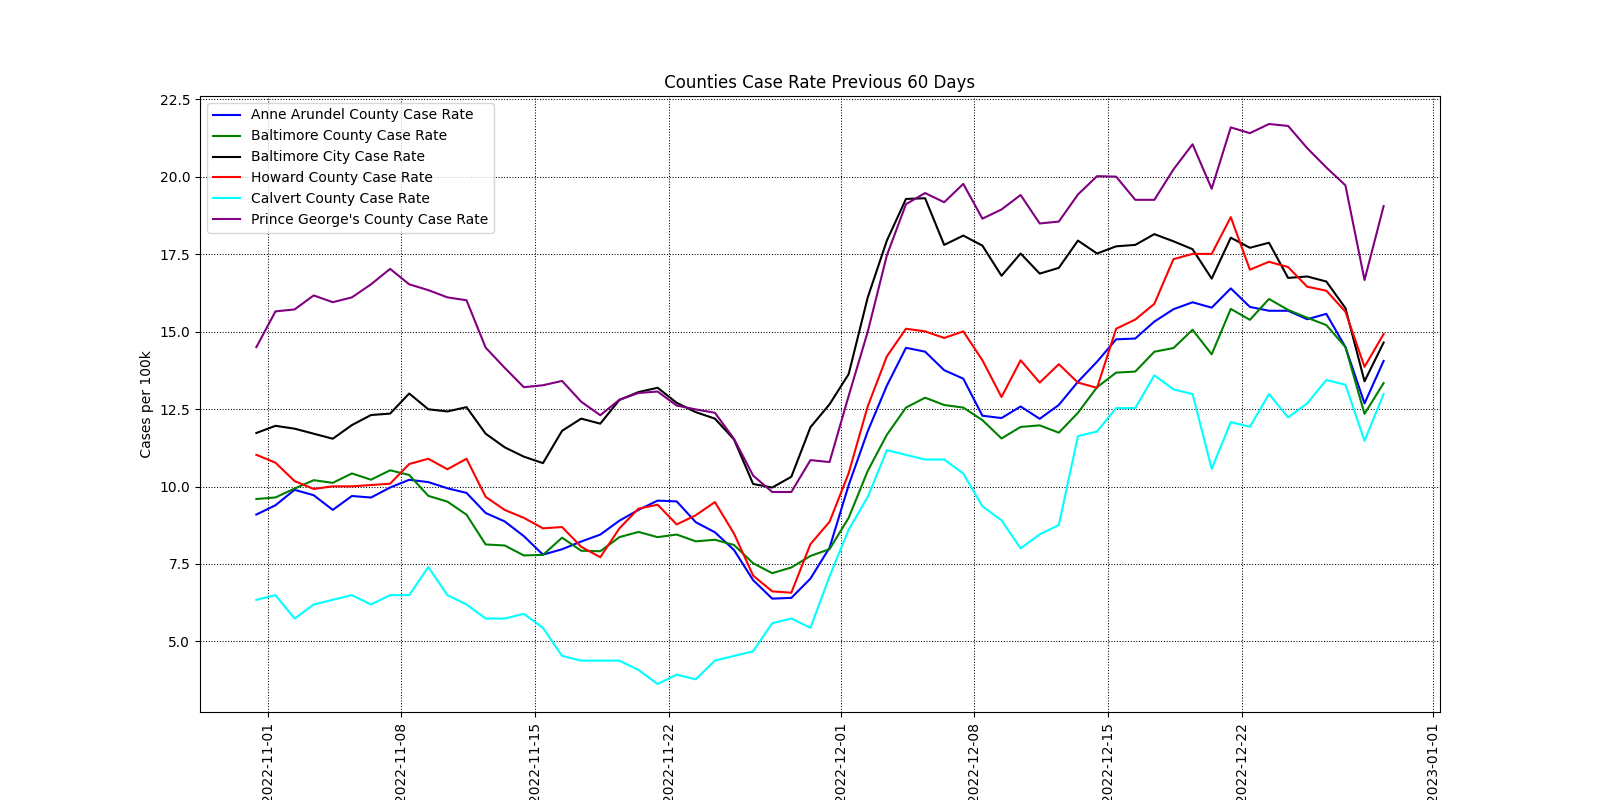 Counties Case Rate Previous 60 Days
22.5
20.0
17.5
15.0
12.5
10.0
7.5
5.0
Cases per 100k
Anne Arundel County Case Rate
Baltimore County Case Rate
Baltimore City Case Rate
Howard County Case Rate
Calvert County Case Rate
Prince George's County Case Rate
2022-11-01
2022-11-08
2022-11-15
2022-11-22
2022-12-01
2022-12-08
2022-12-15
2022-12-22
2023-01-01